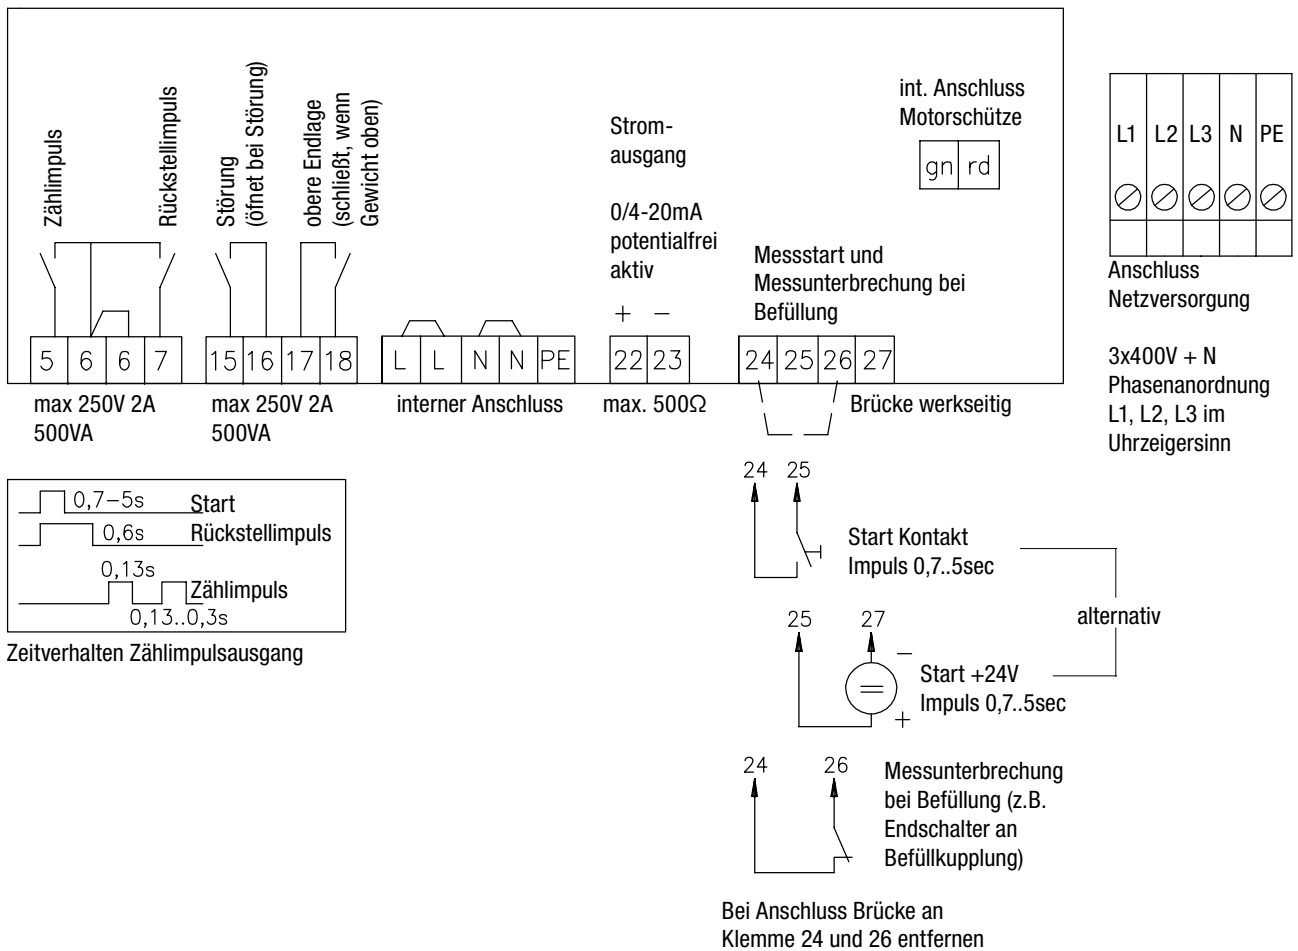 Zählimpuls
Rückstellimpuls
Störung
(öfnet bei Störung)
obere Endlage
(schließt, wenn
Gewicht oben)
Strom-
ausgang
0/4-20mA
potentialfrei
aktiv
+ −
int. Anschluss
Motorschütze
gn rd
Messstart und
Messunterbrechung bei
Befüllung
5 6 6 7
15 16 17 18
L L N N PE
22 23
24 25 26 27
max 250V 2A
500VA
max 250V 2A
500VA
interner Anschluss
max. 500Ω
Brücke werkseitig
L1 L2 L3 N PE
Anschluss
Netzversorgung
3x400V + N
Phasenanordnung
L1, L2, L3 im
Uhrzeigersinn
0,7−5s Start
0,6s Rückstellimpuls
0,13s
Zählimpuls
0,13..0,3s
Zeitverhalten Zählimpulsausgang
24 25
Start Kontakt
Impuls 0,7..5sec
alternativ
25 27
−
Start +24V
Impuls 0,7..5sec
+
24 26
Messunterbrechung
bei Befüllung (z.B.
Endschalter an
Befüllkupplung)
Bei Anschluss Brücke an
Klemme 24 und 26 entfernen